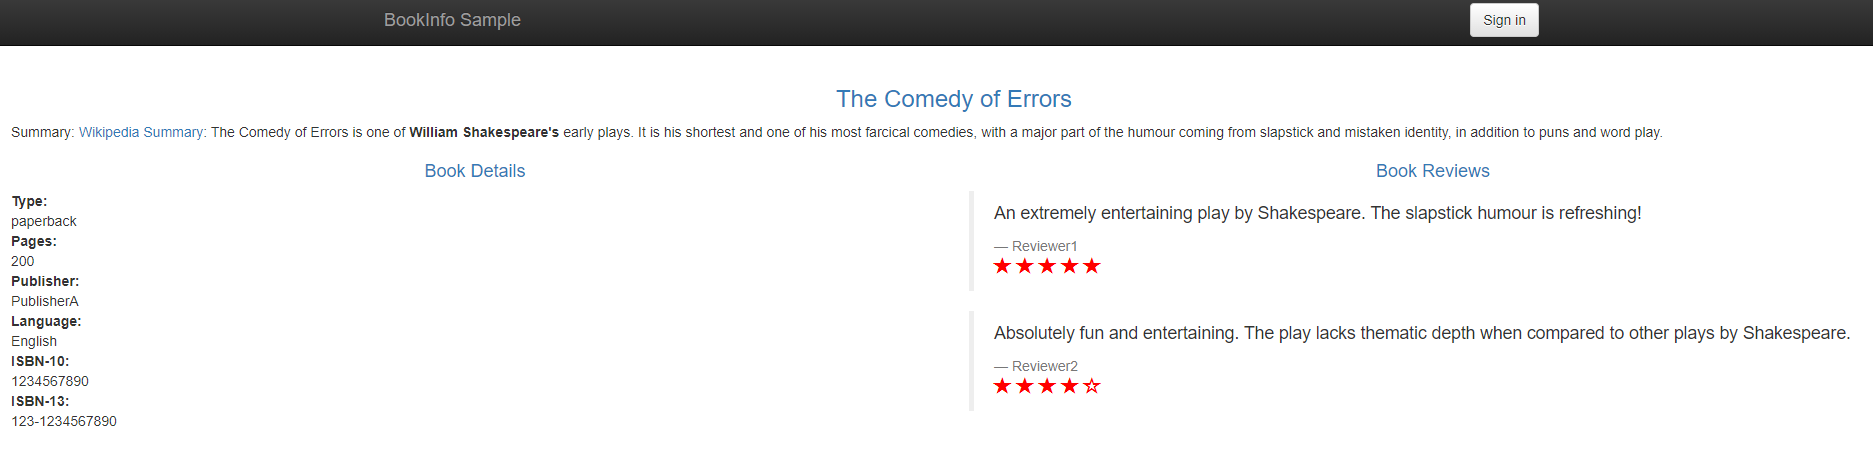 BookInfo Sample
Sign in
The Comedy of Errors
Summary: Wikipedia Summary: The Comedy of Errors is one of William Shakespeare's early plays. It is his shortest and one of his most farcical comedies, with a major part of the humour coming from slapstick and mistaken identity, in addition to puns and word play.
Book Details
Type:
paperback
Pages:
200
Publisher:
PublisherA
Language:
English
ISBN-10:
1234567890
ISBN-13:
123-1234567890
Book Reviews
An extremely entertaining play by Shakespeare. The slapstick humour is refreshing!
— Reviewer1
★★★★★
Absolutely fun and entertaining. The play lacks thematic depth when compared to other plays by Shakespeare.
— Reviewer2
★★★★☆